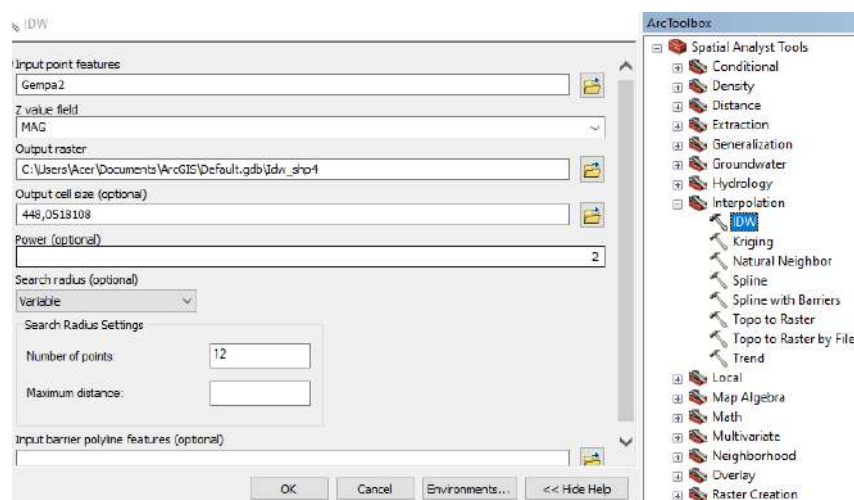 IDW
Input point features
Gempa2
Z value field
MAG
Output raster
C:\Users\Acer\Documents\ArcGIS\Default.gdb\Idw_shp4
Output cell size (optional)
448,0518108
Power (optional)
2
Search radius (optional)
Variable
Search Radius Settings
Number of points:
12
Maximum distance:
Input barrier polyline features (optional)
OK
Cancel
Environments...
<< Hide Help
ArcToolbox
Spatial Analyst Tools
Conditional
Density
Distance
Extraction
Generalization
Groundwater
Hydrology
Interpolation
IDW
Kriging
Natural Neighbor
Spline
Spline with Barriers
Topo to Raster
Topo to Raster by File
Trend
Local
Map Algebra
Math
Multivariate
Neighborhood
Overlay
Raster Creation